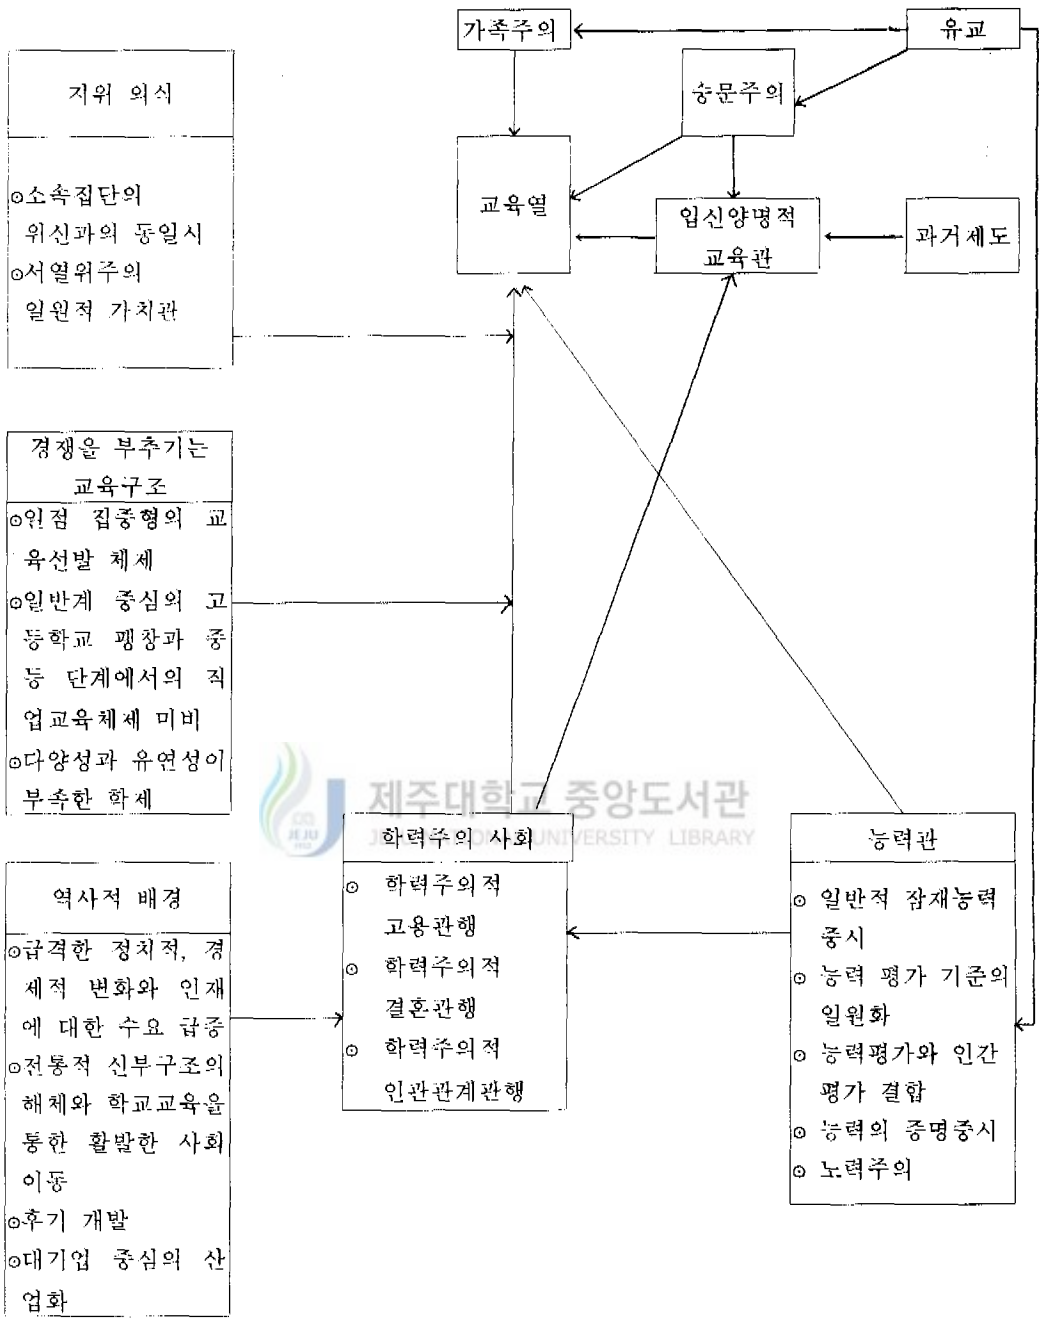 가족주의
유교
지위 의식
숭문주의
⊙소속집단의
위신과의 동일시
⊙서열위주의
일원적 가치관
교육열
입신양명적
교육관
과거제도
경쟁을 부추기는
교육구조
⊙일점 집중형의 교
육선발 체제
⊙일반계 중심의 고
등학교 팽창과 중
등 단계에서의 직
업교육체제 미비
⊙다양성과 유연성이
부속한 학제
제주대학교 중앙도서관
JEJU NATIONAL UNIVERSITY LIBRARY
JEJU
1952
학력주의 사회
⊙ 학력주의적
고용관행
⊙ 학력주의적
결혼관행
⊙ 학력주의적
인관관계관행
능력관
⊙ 일반적 잠재능력
중시
⊙ 능력 평가 기준의
일원화
⊙ 능력평가와 인간
평가 결합
⊙ 능력의 증명중시
⊙ 노력주의
역사적 배경
⊙급격한 정치적, 경
제적 변화와 인재
에 대한 수요 급증
⊙전통적 신부구조의
해체와 학교교육을
통한 활발한 사회
이동
⊙후기 개발
⊙대기업 중심의 산
업화